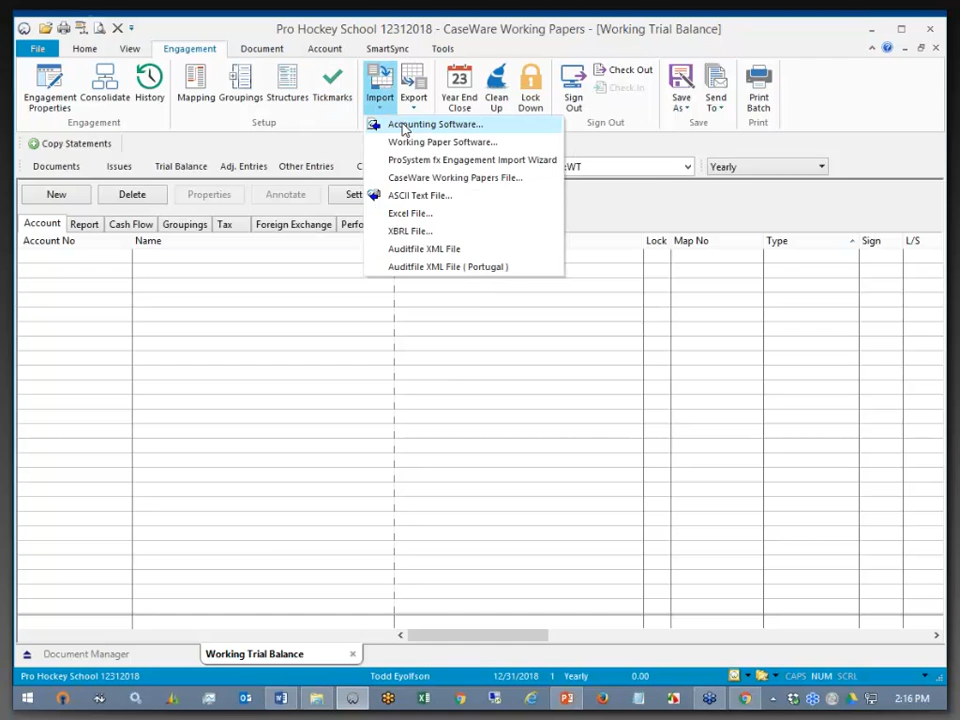 Pro Hockey School 12312018 - CaseWare Working Papers - [Working Trial Balance]
File Home View Engagement Document Account SmartSync Tools
Engagement Properties
Consolidate
History
Mapping
Groupings
Structures
Tickmarks
Import
Export
Year End Close
23
Clean Up
Lock Down
Sign Out
Check Out
Check In
Save As
Send To
Print Batch
Engagement Setup Sign Out Save Print
Copy Statements
Accounting Software...
Working Paper Software...
ProSystem fx Engagement Import Wizard
CaseWare Working Papers File...
ASCII Text File...
Excel File...
XBRL File...
Auditfile XML File
Auditfile XML File ( Portugal )
Documents Issues Trial Balance Adj. Entries Other Entries Yearly
New Delete Properties Annotate
Account Report Cash Flow Groupings Tax Foreign Exchange
Account No Name Lock Map No Type Sign L/S
Document Manager Working Trial Balance
Pro Hockey School 12312018 Todd Eyolfson 12/31/2018 1 Yearly 0.00 CAPS NUM SCRL
2:16 PM